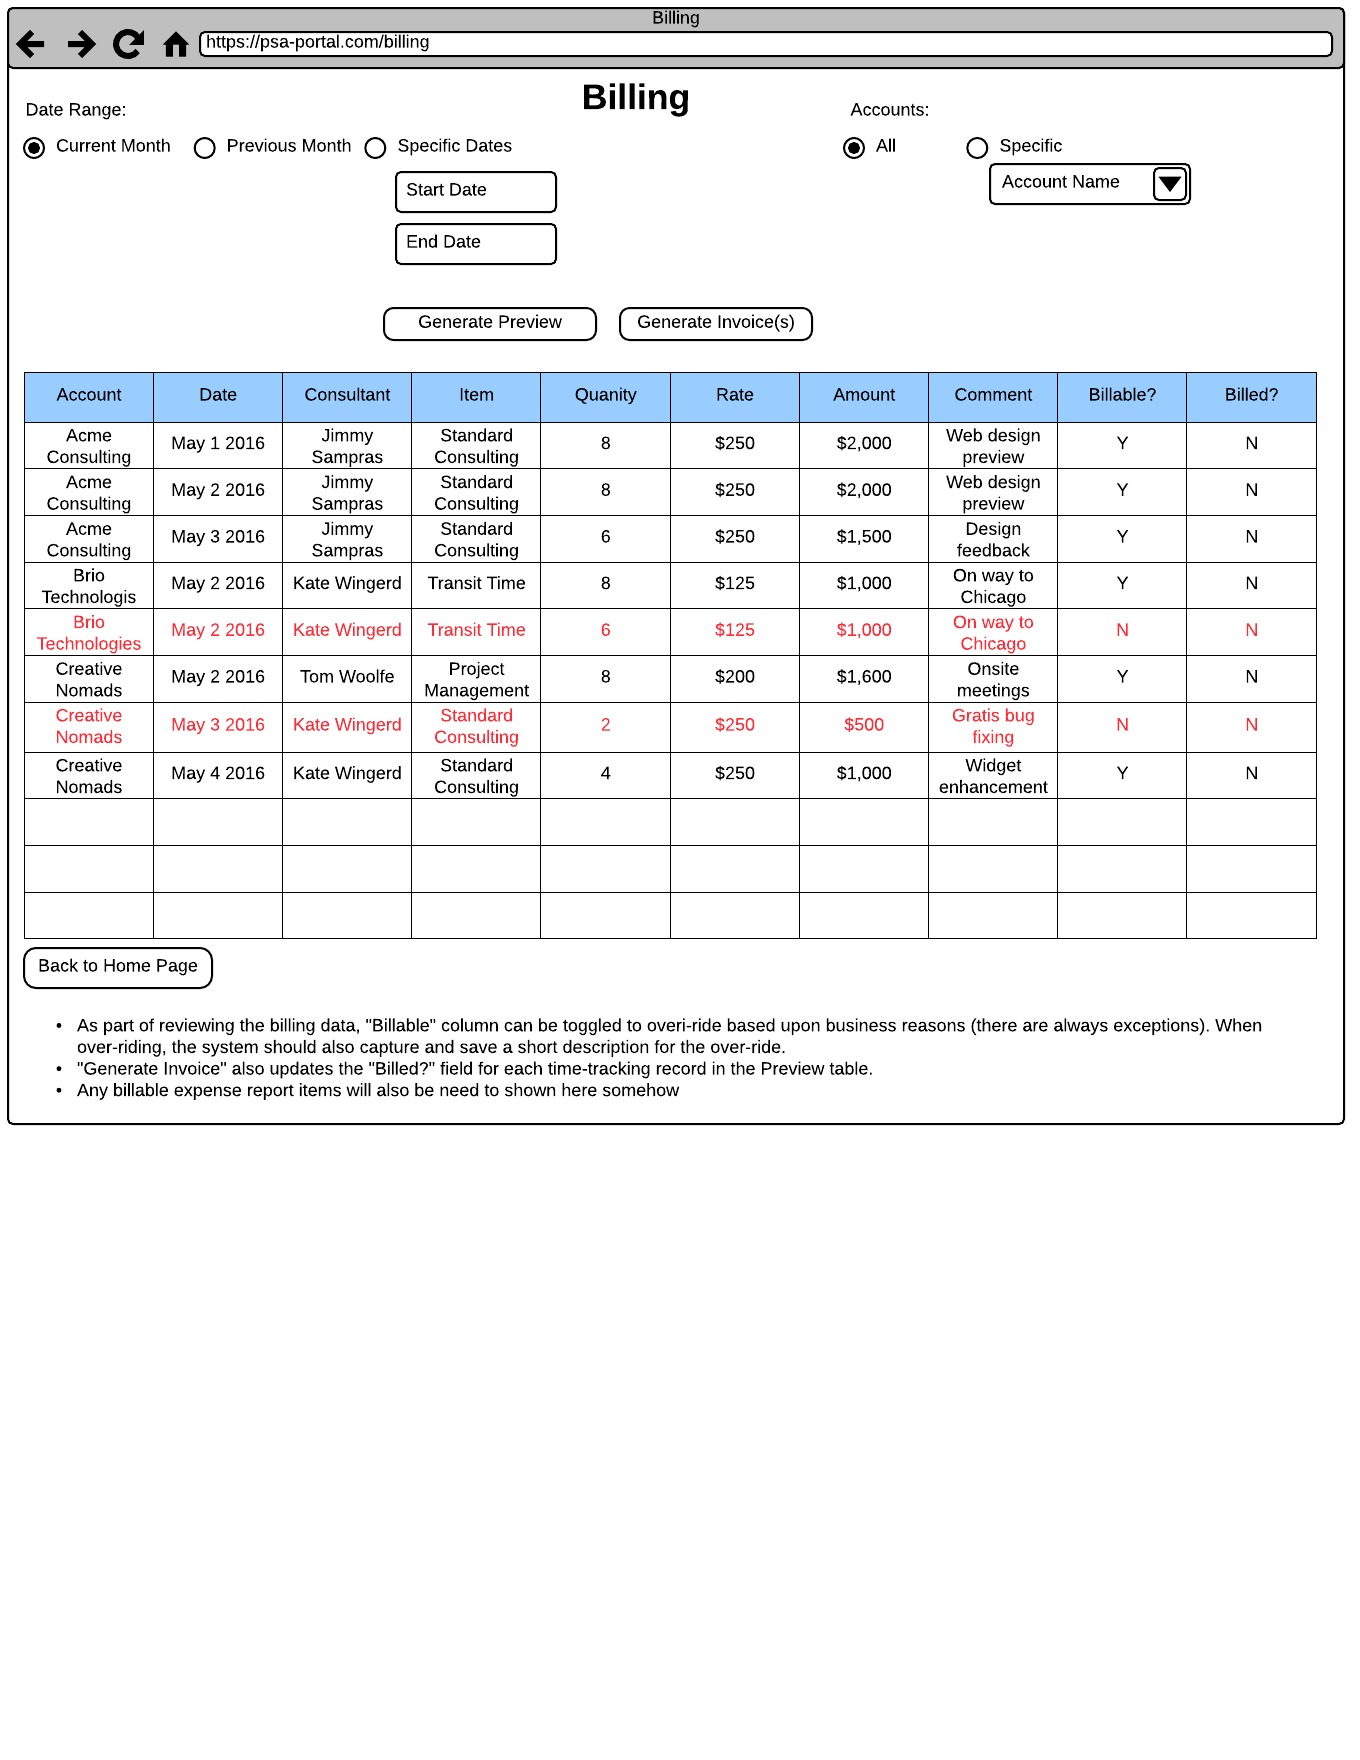 Billing
https://psa-portal.com/billing
Billing
Date Range:
Accounts:
Current Month Previous Month Specific Dates
All Specific
Start Date
Account Name
End Date
Generate Preview Generate Invoice(s)
Account Date Consultant Item Quanity Rate Amount Comment Billable? Billed?
Acme Consulting May 1 2016 Jimmy Sampras Standard Consulting 8 $250 $2,000 Web design preview Y N
Acme Consulting May 2 2016 Jimmy Sampras Standard Consulting 8 $250 $2,000 Web design preview Y N
Acme Consulting May 3 2016 Jimmy Sampras Standard Consulting 6 $250 $1,500 Design feedback Y N
Brio Technologis May 2 2016 Kate Wingerd Transit Time 8 $125 $1,000 On way to Chicago Y N
Brio Technologies May 2 2016 Kate Wingerd Transit Time 6 $125 $1,000 On way to Chicago N N
Creative Nomads May 2 2016 Tom Woolfe Project Management 8 $200 $1,600 Onsite meetings Y N
Creative Nomads May 3 2016 Kate Wingerd Standard Consulting 2 $250 $500 Gratis bug fixing N N
Creative Nomads May 4 2016 Kate Wingerd Standard Consulting 4 $250 $1,000 Widget enhancement Y N
Back to Home Page
• As part of reviewing the billing data, "Billable" column can be toggled to overi-ride based upon business reasons (there are always exceptions). When
over-riding, the system should also capture and save a short description for the over-ride.
• "Generate Invoice" also updates the "Billed?" field for each time-tracking record in the Preview table.
• Any billable expense report items will also be need to shown here somehow